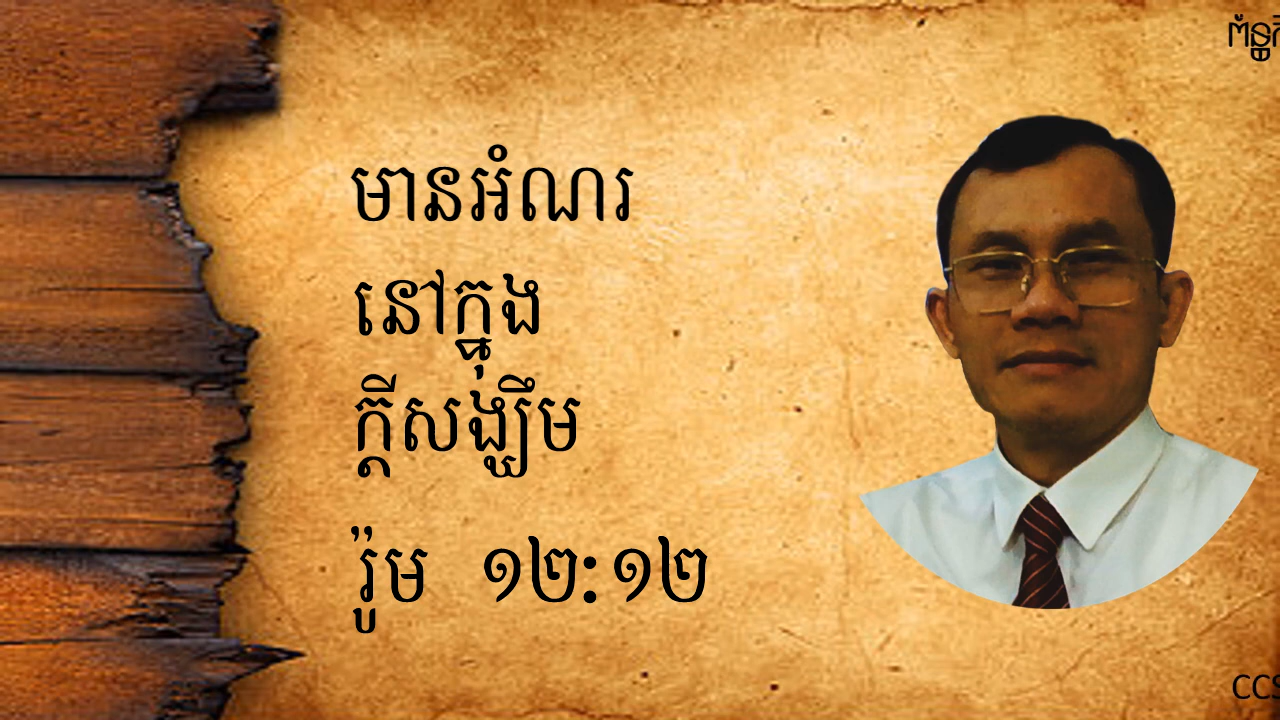 មានអំណរ
នៅក្នុង
ក្តីសង្ឃឹម
រ៉ូម ១២:១២